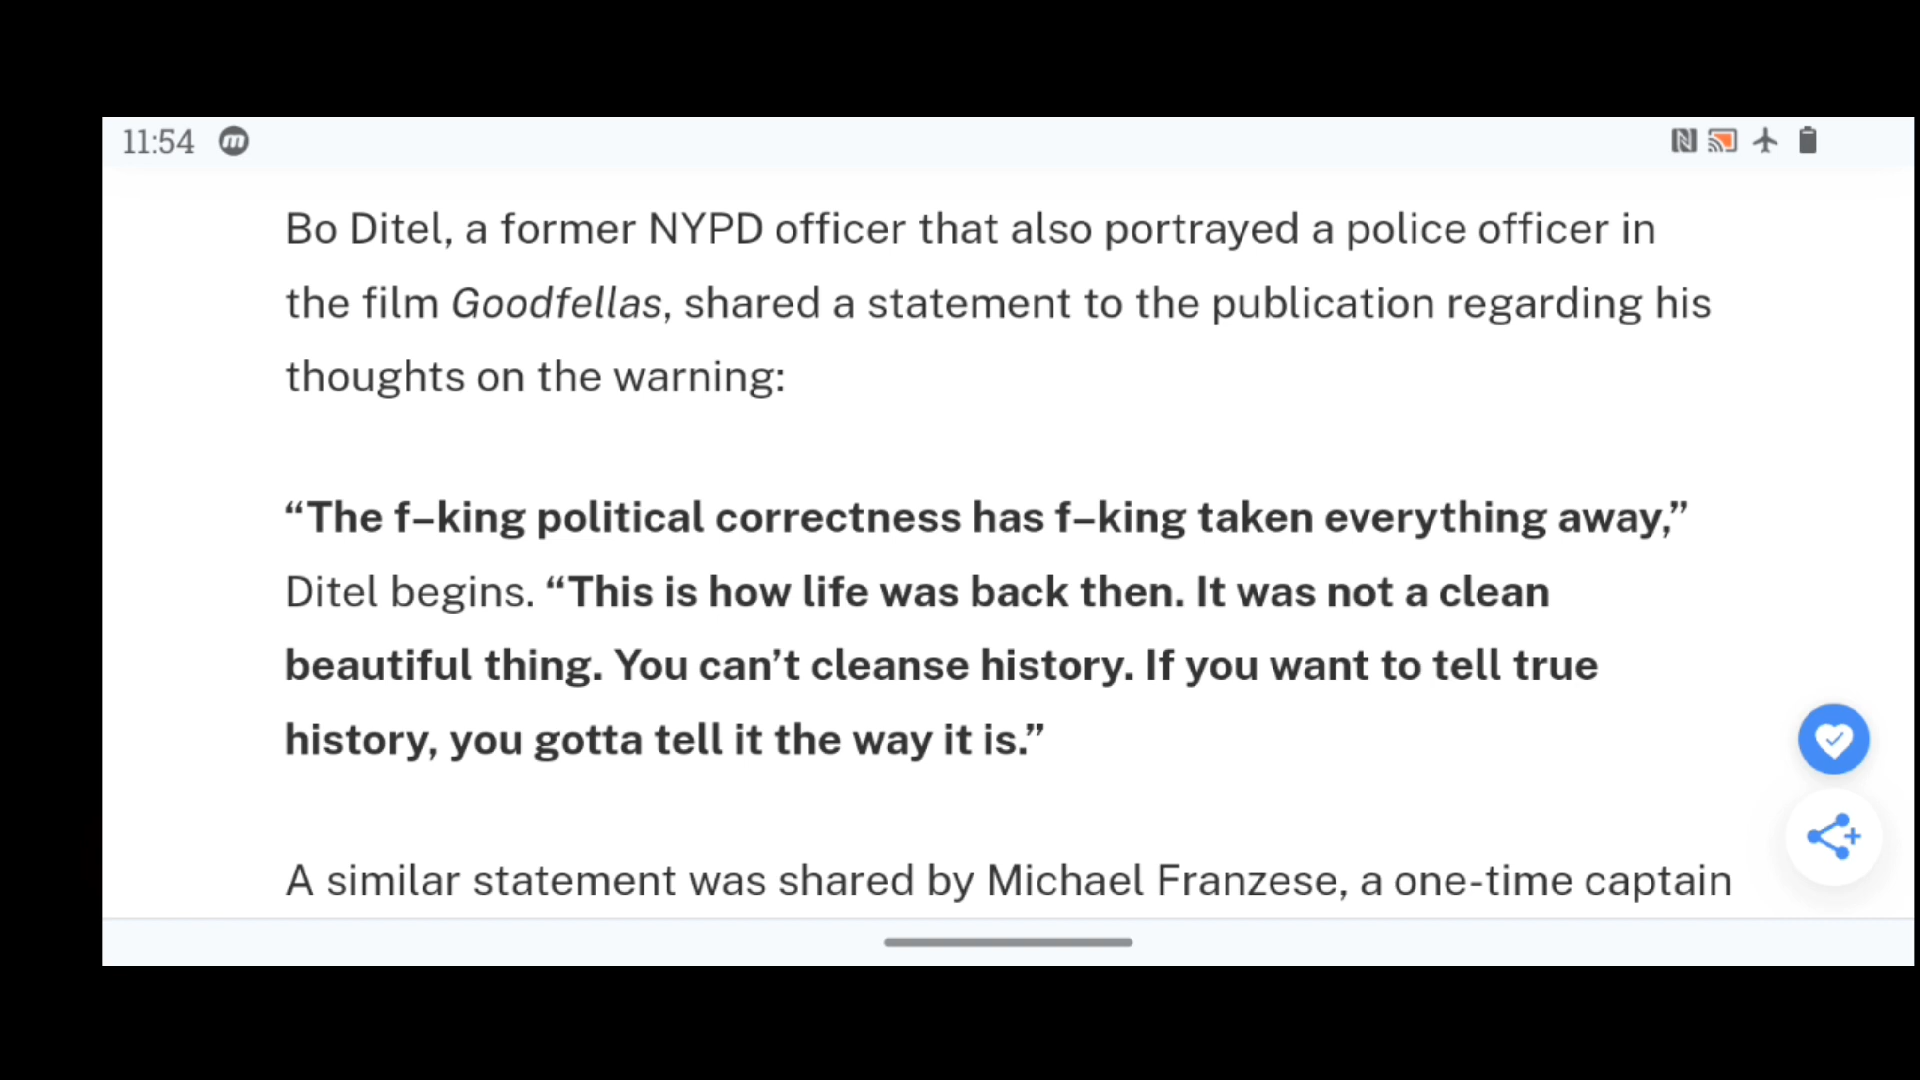 11:54
Bo Ditel, a former NYPD officer that also portrayed a police officer in
the film Goodfellas, shared a statement to the publication regarding his
thoughts on the warning:
“The f–king political correctness has f–king taken everything away,”
Ditel begins. “This is how life was back then. It was not a clean
beautiful thing. You can’t cleanse history. If you want to tell true
history, you gotta tell it the way it is.”
A similar statement was shared by Michael Franzese, a one-time captain